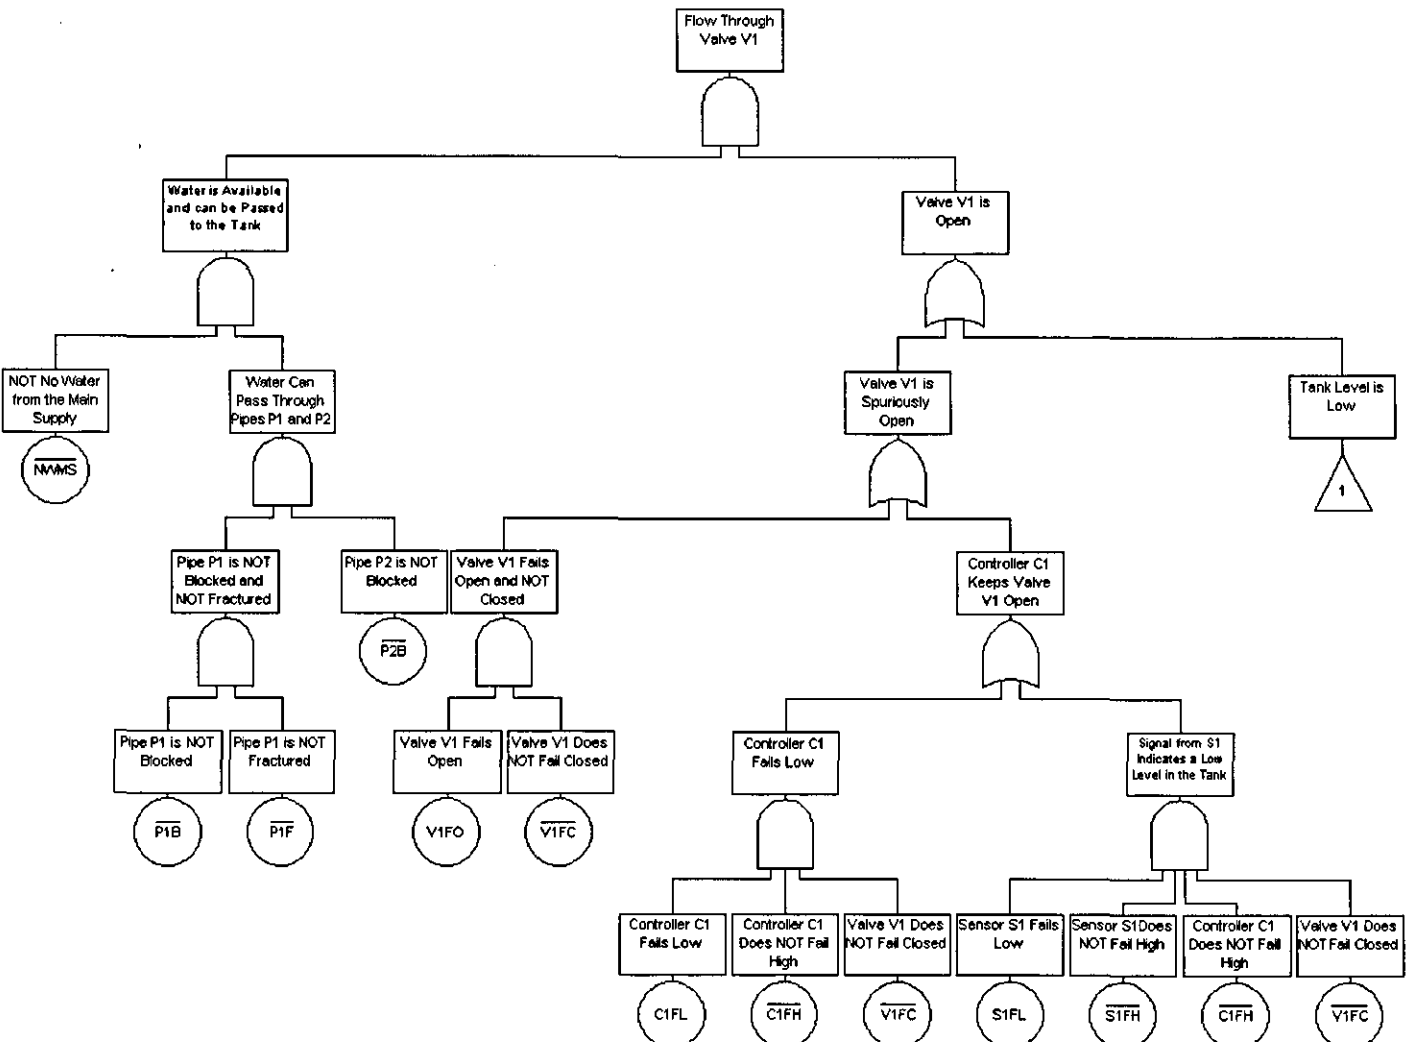 Flow Through
Valve V1
Water is Available
and can be Passed
to the Tank
Valve V1 is
Open
NOT No Water
from the Main
Supply
Water Can
Pass Through
Pipes P1 and P2
Valve V1 is
Spuriously
Open
Tank Level is
Low
NWMS
1
Pipe P1 is NOT
Blocked and
NOT Fractured
Pipe P2 is NOT
Blocked
Valve V1 Fails
Open and NOT
Closed
Controller C1
Keeps Valve
V1 Open
P2B
Pipe P1 is NOT
Blocked
Pipe P1 is NOT
Fractured
Valve V1 Fails
Open
Valve V1 Does
NOT Fail Closed
Controller C1
Fails Low
Signal from S1
Indicates a Low
Level in the Tank
P1B
P1F
V1FO
V1FC
Controller C1
Fails Low
Controller C1
Does NOT Fail
High
Valve V1 Does
NOT Fail Closed
Sensor S1 Fails
Low
Sensor S1Does
NOT Fail High
Controller C1
Does NOT Fail
High
Valve V1 Does
NOT Fail Closed
C1FL
C1FH
V1FC
S1FL
S1FH
C1FH
V1FC